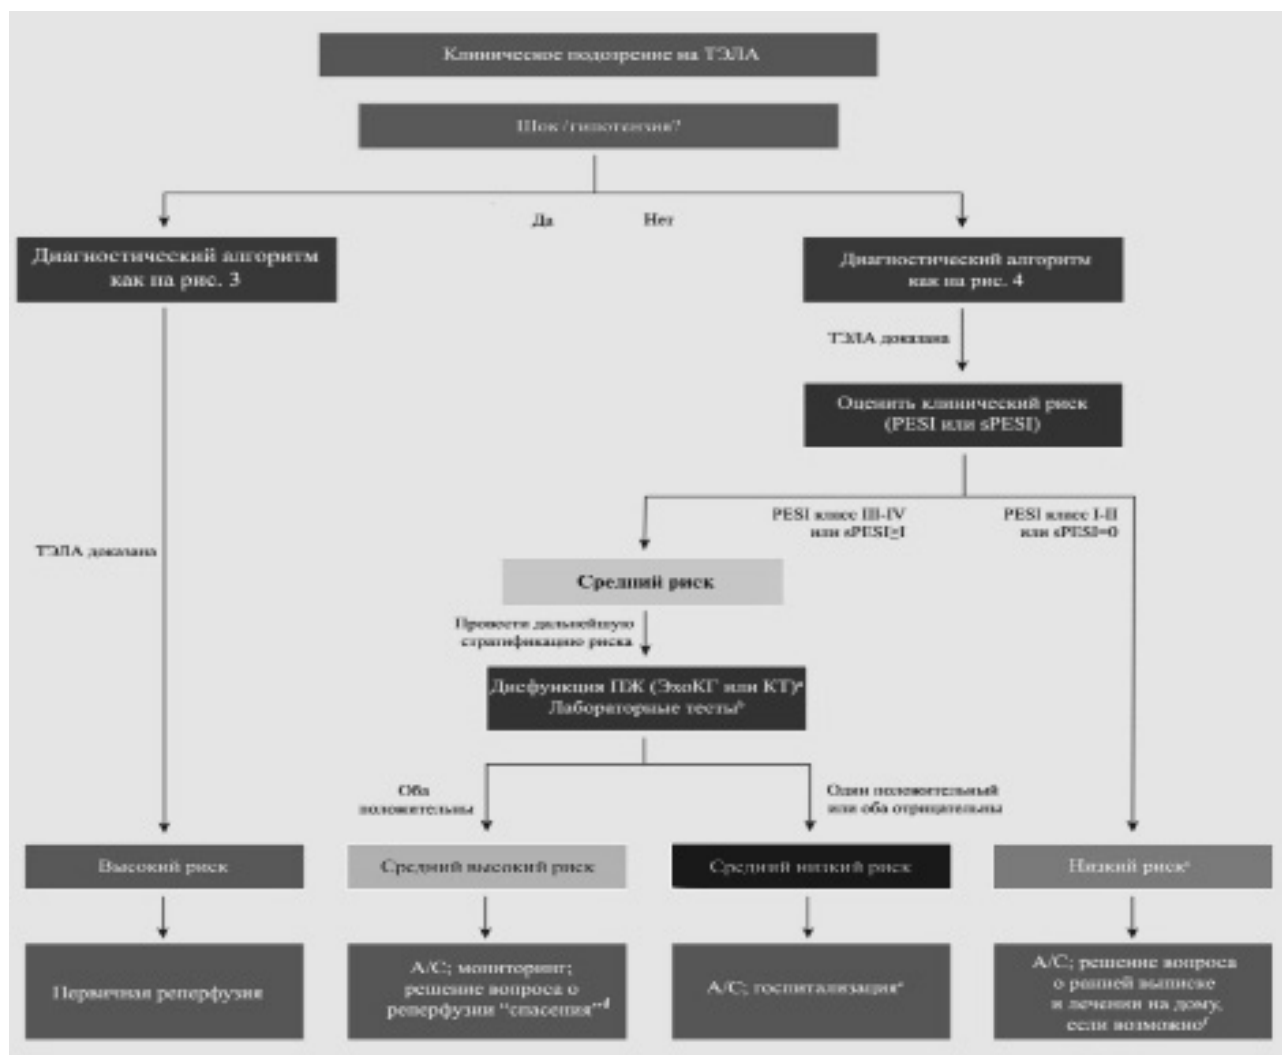 Клиническое подозрение на ТЭЛА
Шок /гипотензия?
Да
Нет
Диагностический алгоритм
как на рис. 3
Диагностический алгоритм
как на рис. 4
ТЭЛА доказана
Оценить клинический риск
(PESI или sPESI)
PESI класс III-IV
или sPESI≥I
PESI класс I-II
или sPESI=0
ТЭЛА доказана
Средний риск
Провести дальнейшую
стратификацию риска
Дисфункция ПЖ (ЭхоКГ или КТ)ᵃ
Лабораторные тестыᵇ
Оба
положительны
Один положительный
или оба отрицательны
Высокий риск
Средний высокий риск
Средний низкий риск
Низкий риск
Первичная реперфузия
А/С; мониторинг;
решение вопроса о
реперфузии “спасения”ᵈ
А/С; госпитализация
А/С; решение вопроса
о ранней выписке
и лечении на дому,
если возможноᶠ